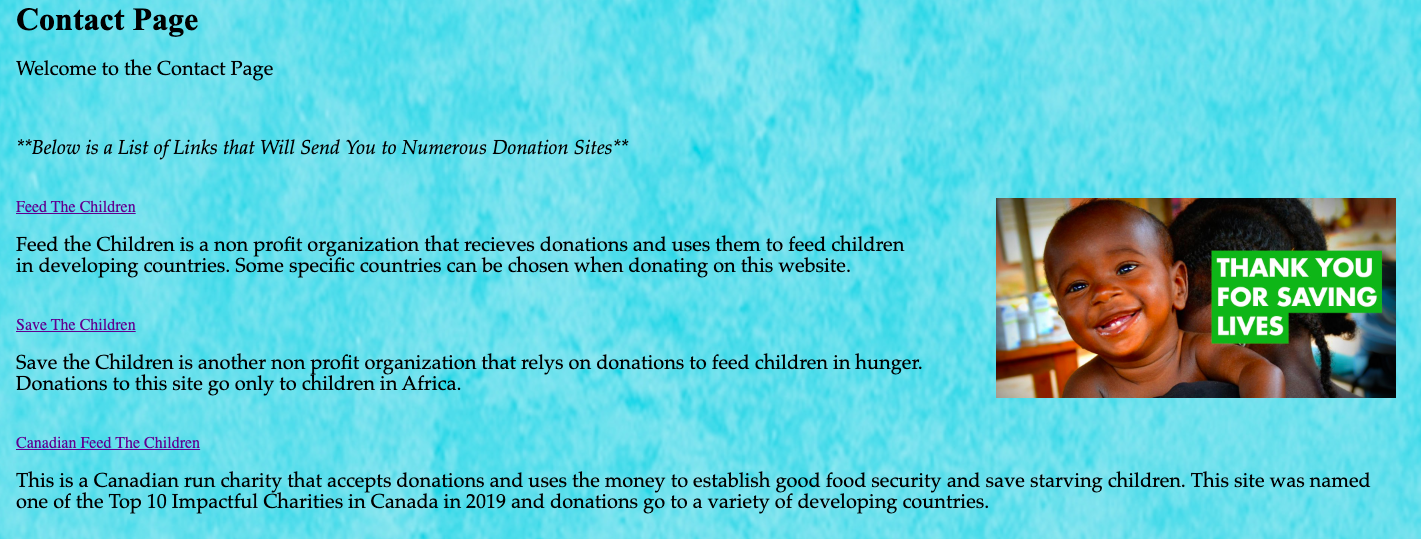 Contact Page
Welcome to the Contact Page
**Below is a List of Links that Will Send You to Numerous Donation Sites**
Feed The Children
Feed the Children is a non profit organization that recieves donations and uses them to feed children
in developing countries. Some specific countries can be chosen when donating on this website.
THANK YOU
FOR SAVING
LIVES
Save The Children
Save the Children is another non profit organization that relys on donations to feed children in hunger.
Donations to this site go only to children in Africa.
Canadian Feed The Children
This is a Canadian run charity that accepts donations and uses the money to establish good food security and save starving children. This site was named
one of the Top 10 Impactful Charities in Canada in 2019 and donations go to a variety of developing countries.